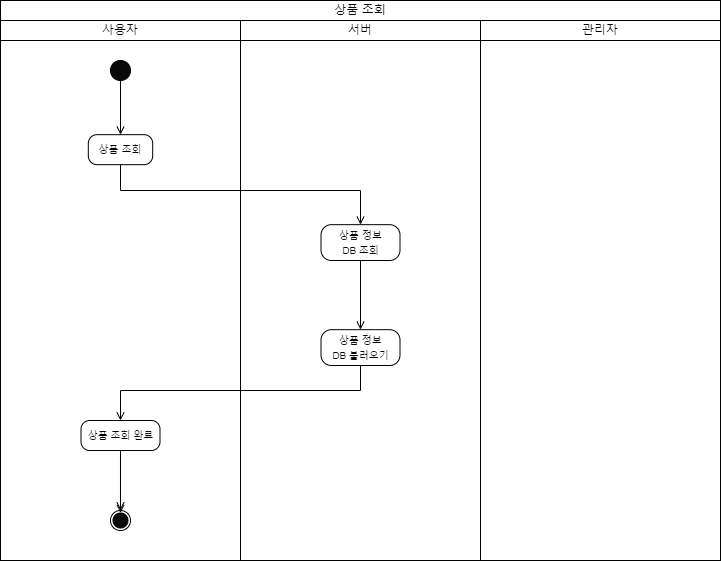 상품 조회
사용자
서버
관리자
상품 조회
상품 정보
DB 조회
상품 정보
DB 불러오기
상품 조회 완료